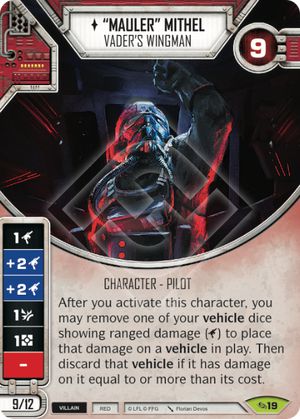 "MAULER" MITHEL
VADER'S WINGMAN
9
1
+2
+2
1
1
-
9/12
CHARACTER - PILOT
After you activate this character, you
may remove one of your vehicle dice
showing ranged damage ( ) to place
that damage on a vehicle in play. Then
discard that vehicle if it has damage
on it equal to or more than its cost.
VILLAIN
RED
© LFL © FFG
Florian Devos
19